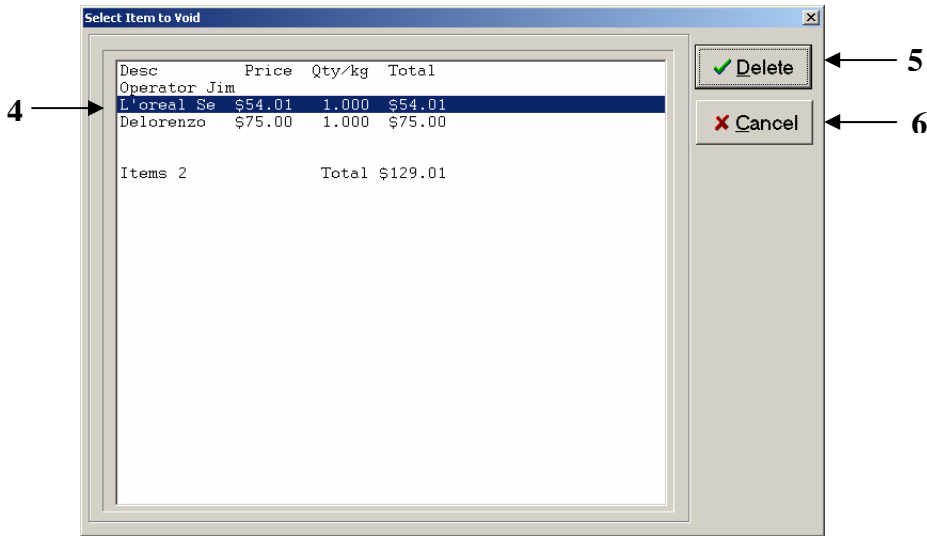 Select Item to Void
Desc Price Qty/kg Total
Operator Jim
L'oreal Se $54.01 1.000 $54.01
Delorenzo $75.00 1.000 $75.00
Items 2 Total $129.01
Delete
Cancel
4
5
6